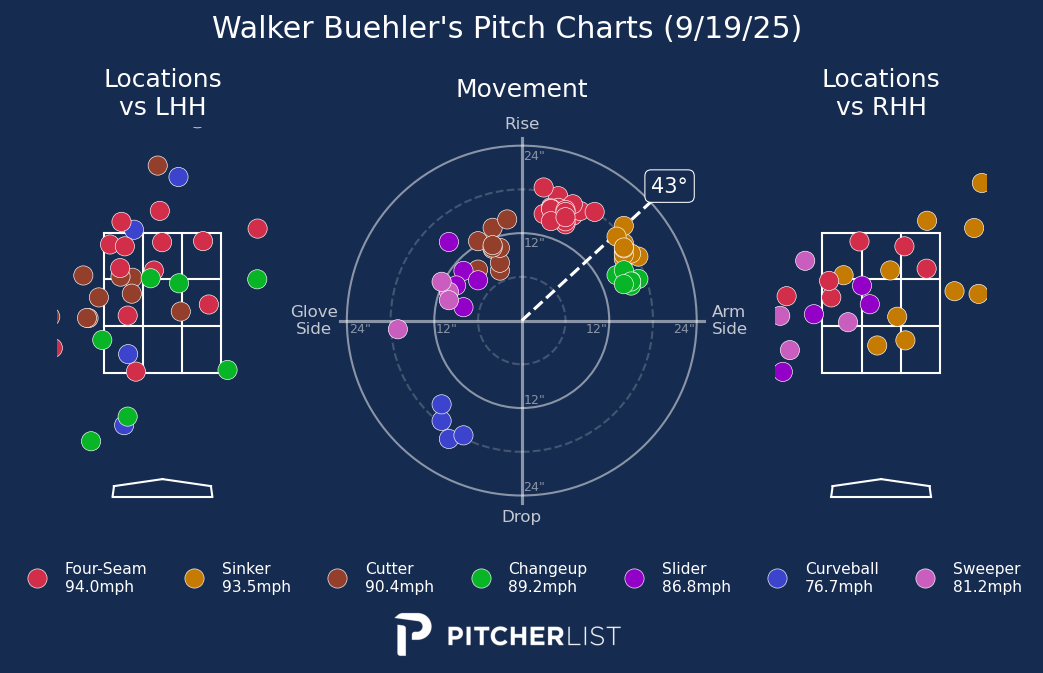 Walker Buehler's Pitch Charts (9/19/25)
Locations
vs LHH
Movement
Locations
vs RHH
Rise
24"
43°
12"
Glove
Side
24"
12"
12"
24"
Arm
Side
12"
24"
Drop
Four-Seam
94.0mph
Sinker
93.5mph
Cutter
90.4mph
Changeup
89.2mph
Slider
86.8mph
Curveball
76.7mph
Sweeper
81.2mph
PITCHERLIST